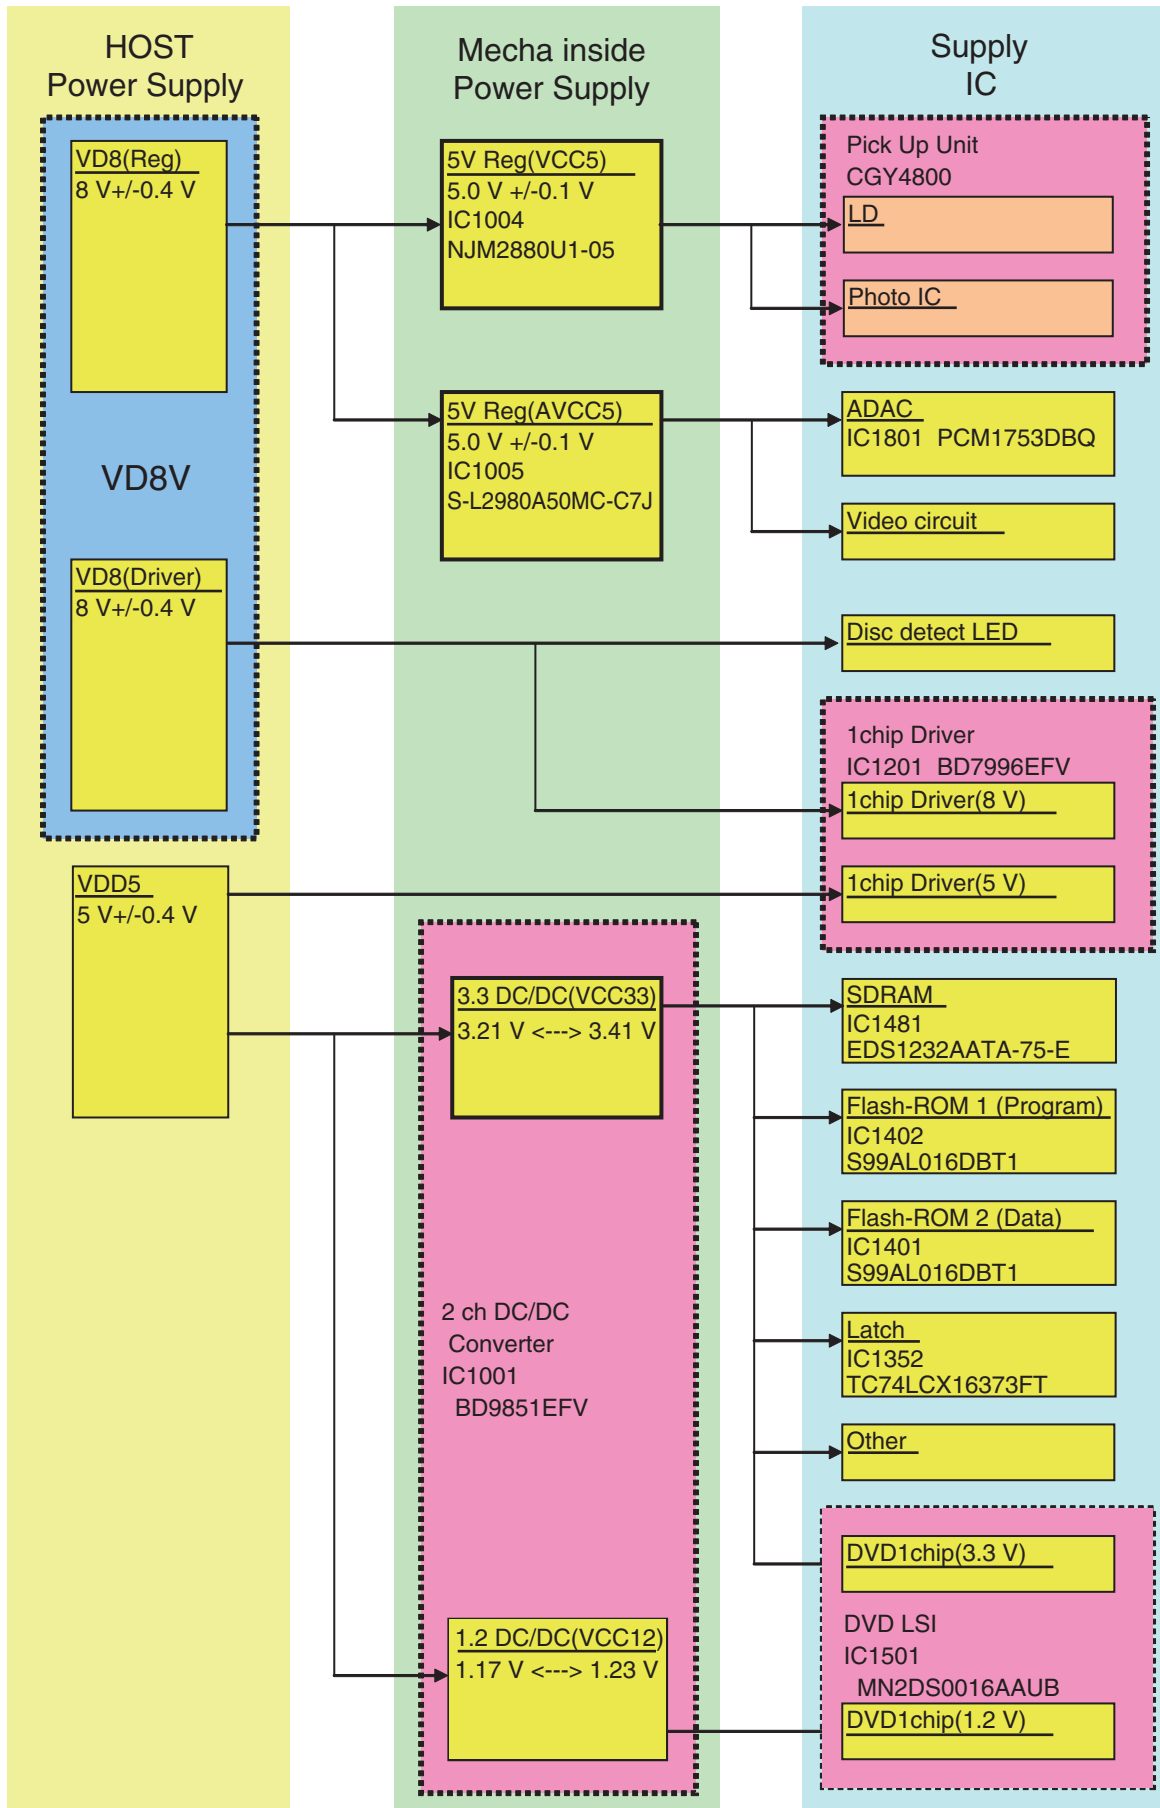 HOST
Power Supply
VD8(Reg)
8 V+/-0.4 V
VD8V
VD8(Driver)
8 V+/-0.4 V
VDD5
5 V+/-0.4 V
Mecha inside
Power Supply
5V Reg(VCC5)
5.0 V +/-0.1 V
IC1004
NJM2880U1-05
5V Reg(AVCC5)
5.0 V +/-0.1 V
IC1005
S-L2980A50MC-C7J
3.3 DC/DC(VCC33)
3.21 V <---> 3.41 V
2 ch DC/DC
Converter
IC1001
BD9851EFV
1.2 DC/DC(VCC12)
1.17 V <---> 1.23 V
Supply
IC
Pick Up Unit
CGY4800
LD
Photo IC
ADAC
IC1801 PCM1753DBQ
Video circuit
Disc detect LED
1chip Driver
IC1201 BD7996EFV
1chip Driver(8 V)
1chip Driver(5 V)
SDRAM
IC1481
EDS1232AATA-75-E
Flash-ROM 1 (Program)
IC1402
S99AL016DBT1
Flash-ROM 2 (Data)
IC1401
S99AL016DBT1
Latch
IC1352
TC74LCX16373FT
Other
DVD1chip(3.3 V)
DVD LSI
IC1501
MN2DS0016AAUB
DVD1chip(1.2 V)